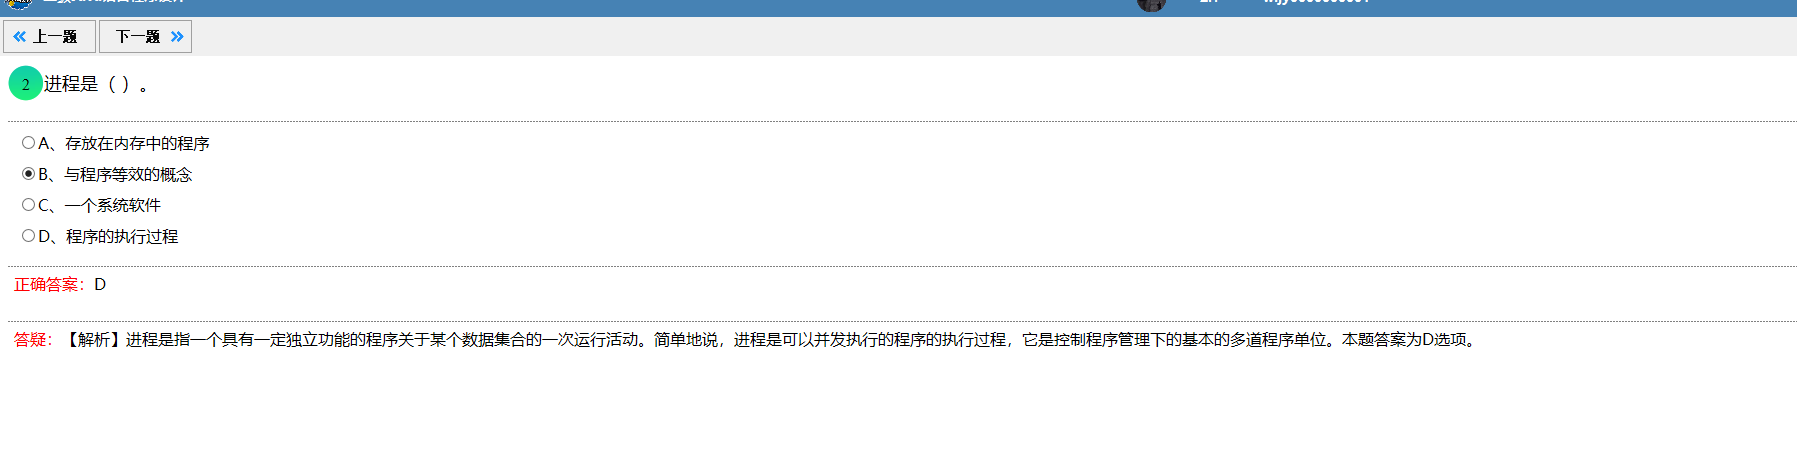 上一题 下一题
2 进程是（ ）。
A、存放在内存中的程序
B、与程序等效的概念
C、一个系统软件
D、程序的执行过程
正确答案：D
答疑：【解析】进程是指一个具有一定独立功能的程序关于某个数据集合的一次运行活动。简单地说，进程是可以并发执行的程序的执行过程，它是控制程序管理下的基本的多道程序单位。本题答案为D选项。